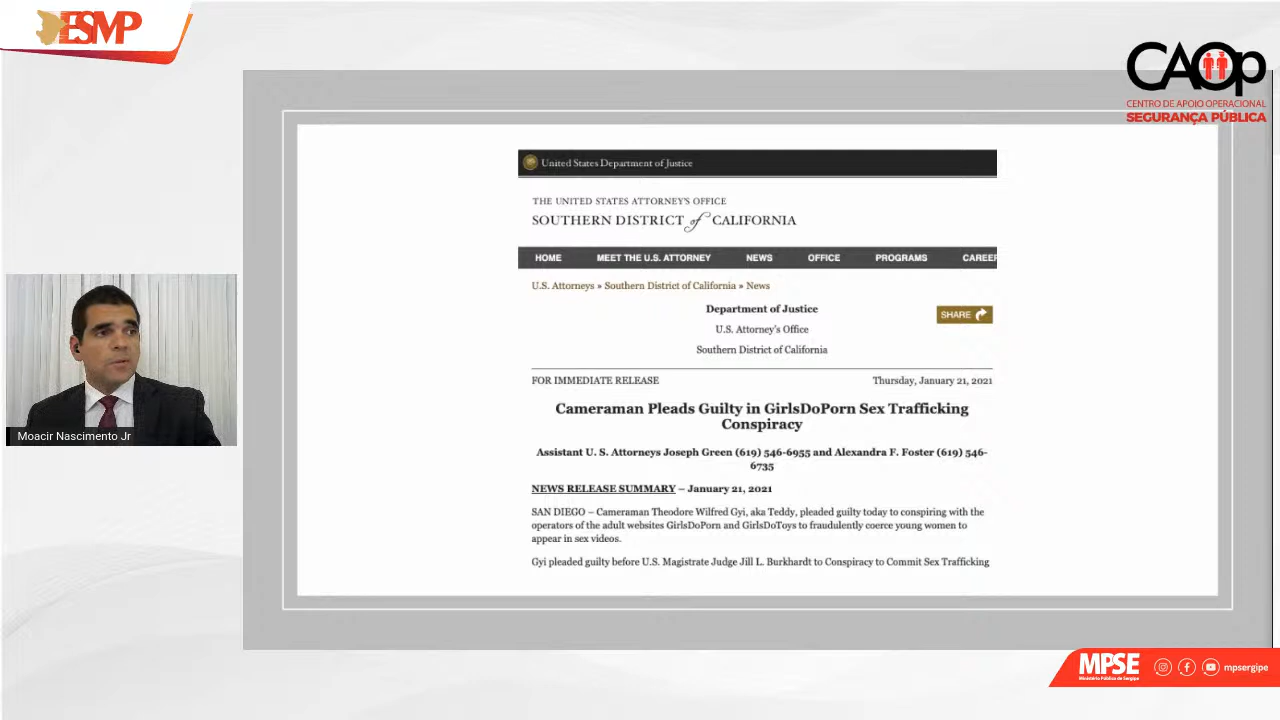 ESMP
CAOp
CENTRO DE APOIO OPERACIONAL
SEGURANÇA PÚBLICA
United States Department of Justice
THE UNITED STATES ATTORNEY'S OFFICE
SOUTHERN DISTRICT of CALIFORNIA
HOME MEET THE U.S. ATTORNEY NEWS OFFICE PROGRAMS CAREER
U.S. Attorneys » Southern District of California » News
Department of Justice
SHARE
U.S. Attorney's Office
Southern District of California
FOR IMMEDIATE RELEASE Thursday, January 21, 2021
Cameraman Pleads Guilty in GirlsDoPorn Sex Trafficking
Conspiracy
Assistant U. S. Attorneys Joseph Green (619) 546-6955 and Alexandra F. Foster (619) 546-
6735
NEWS RELEASE SUMMARY – January 21, 2021
SAN DIEGO – Cameraman Theodore Wilfred Gyi, aka Teddy, pleaded guilty today to conspiring with the
operators of the adult websites GirlsDoPorn and GirlsDoToys to fraudulently coerce young women to
appear in sex videos.
Gyi pleaded guilty before U.S. Magistrate Judge Jill L. Burkhardt to Conspiracy to Commit Sex Trafficking
Moacir Nascimento Jr
MPSE
Ministério Público de Sergipe
mpsergipe